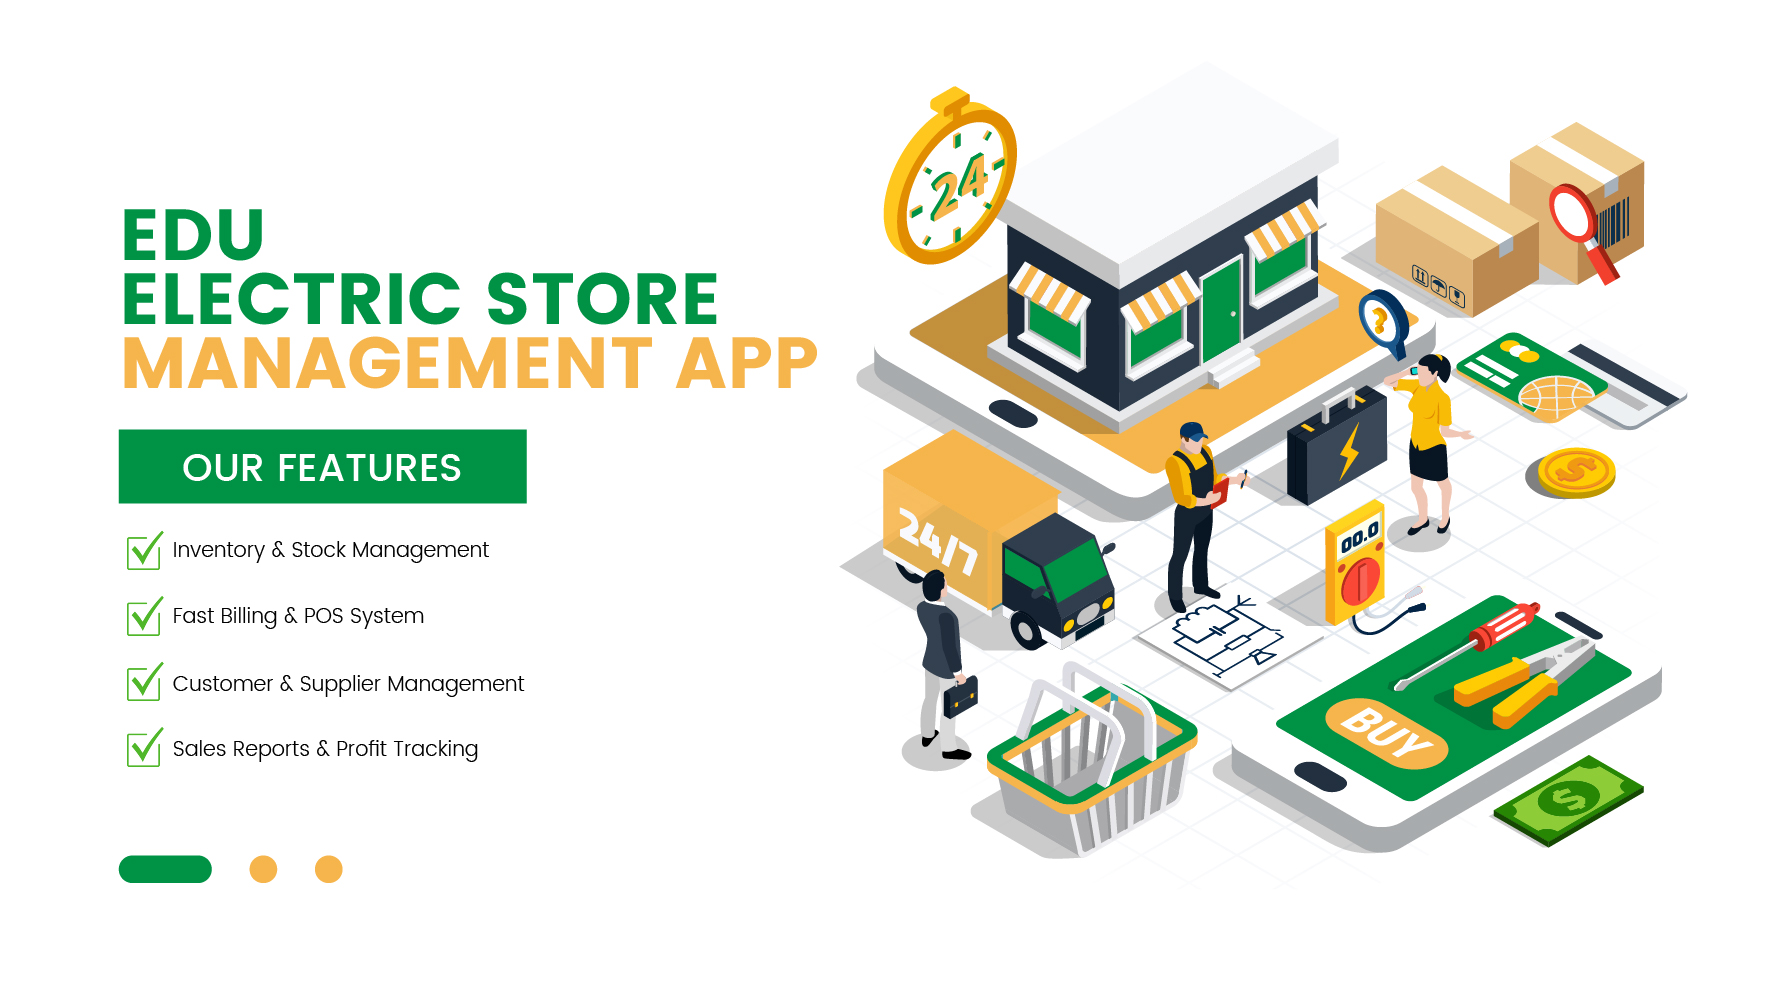 EDU
ELECTRIC STORE
MANAGEMENT APP
OUR FEATURES
Inventory & Stock Management
Fast Billing & POS System
Customer & Supplier Management
Sales Reports & Profit Tracking
24
?
24/7
00.0
BUY
$
$